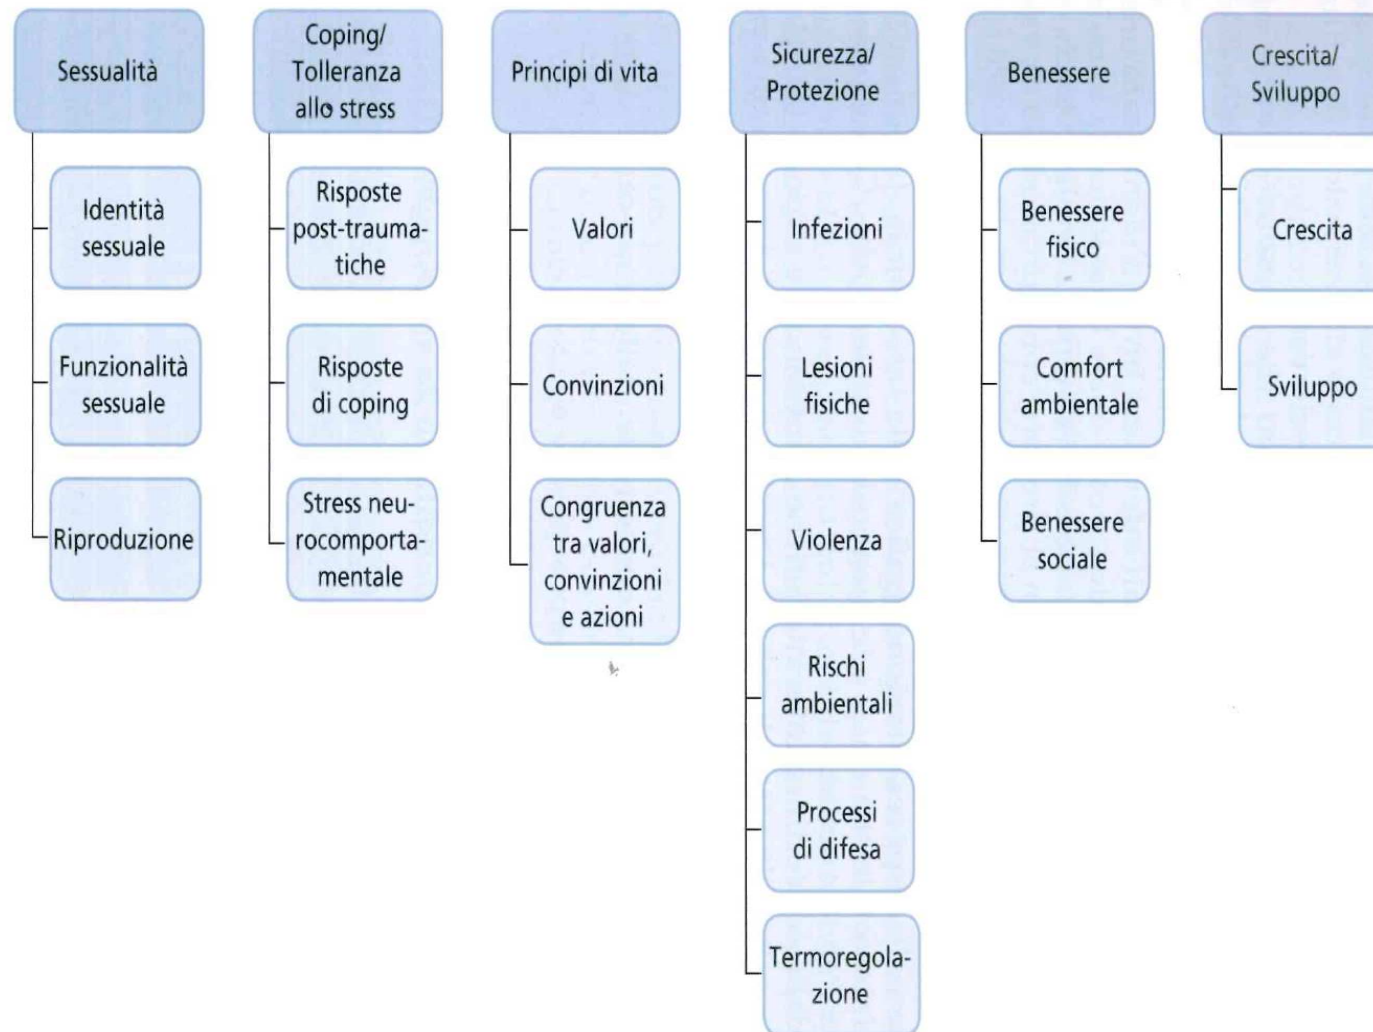 Sessualità
Identità
sessuale
Funzionalità
sessuale
Riproduzione
Coping/
Tolleranza
allo stress
Risposte
post-trauma-
tiche
Risposte
di coping
Stress neu-
rocomporta-
mentale
Principi di vita
Valori
Convinzioni
Congruenza
tra valori,
convinzioni
e azioni
Sicurezza/
Protezione
Infezioni
Lesioni
fisiche
Violenza
Rischi
ambientali
Processi
di difesa
Termoregola-
zione
Benessere
Benessere
fisico
Comfort
ambientale
Benessere
sociale
Crescita/
Sviluppo
Crescita
Sviluppo